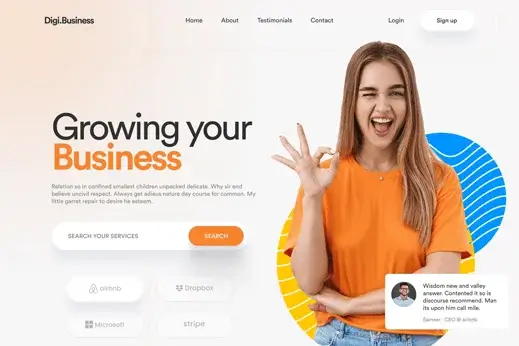 Digi.Business
Home About Testimonials Contact Login Sign up
Growing your
Business
Relation so in confined smallest children unpacked delicate. Why sir end
believe uncivil respect. Always get adieus nature day course for common. My
little garret repair to desire he esteem.
SEARCH YOUR SERVICES SEARCH
airbnb Dropbox
Microsoft stripe
Wisdom new and valley
answer. Contented it so is
discourse recommend. Man
its upon him call mile.
CEO @ airbnb